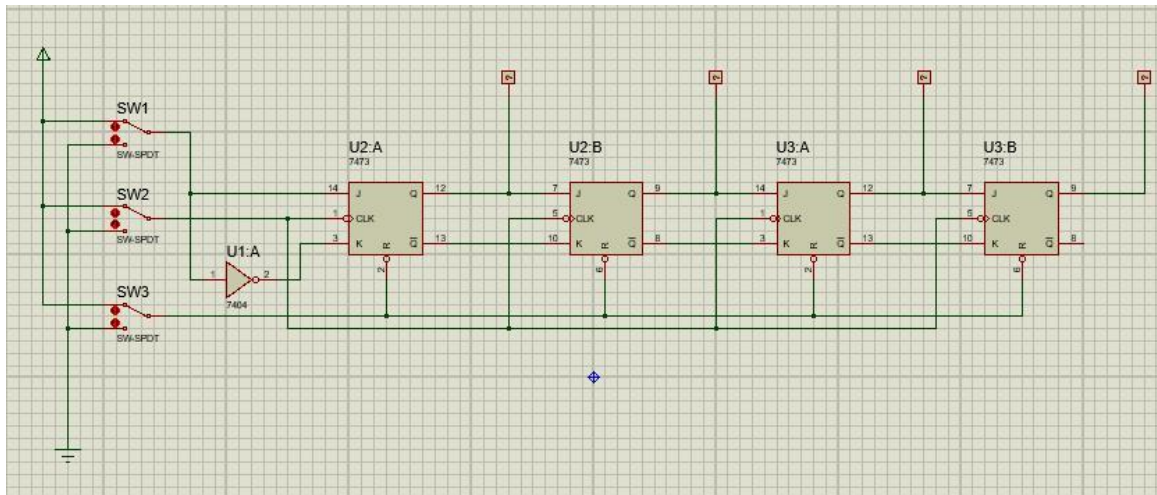 ? ? ? ?
SW1
SW-SPDT
SW2
SW-SPDT
U1:A
1 2
7404
SW3
SW-SPDT
U2:A
7473
14 J Q 12
1 CLK
3 K R Q 13
2
U2:B
7473
7 J Q 9
5 CLK
10 K R Q 8
6
U3:A
7473
14 J Q 12
1 CLK
3 K R Q 13
2
U3:B
7473
7 J Q 9
5 CLK
10 K R Q 8
6